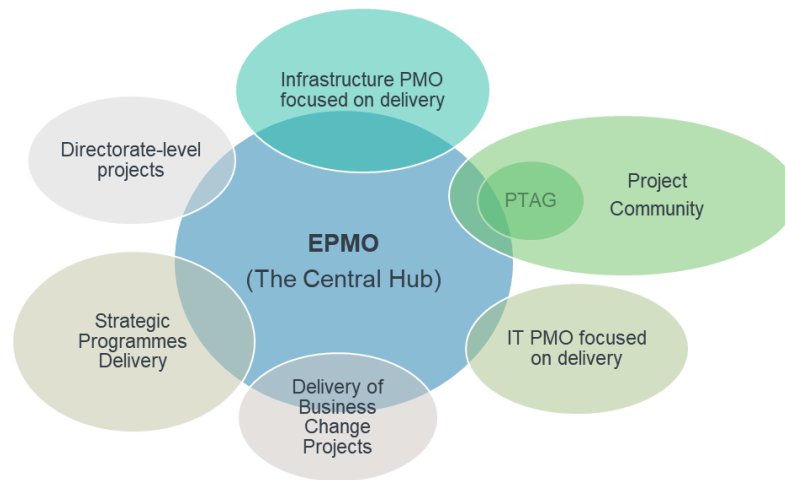 Infrastructure PMO
focused on delivery
Directorate-level
projects
PTAG
Project
Community
EPMO
(The Central Hub)
Strategic
Programmes
Delivery
IT PMO focused
on delivery
Delivery of
Business
Change
Projects